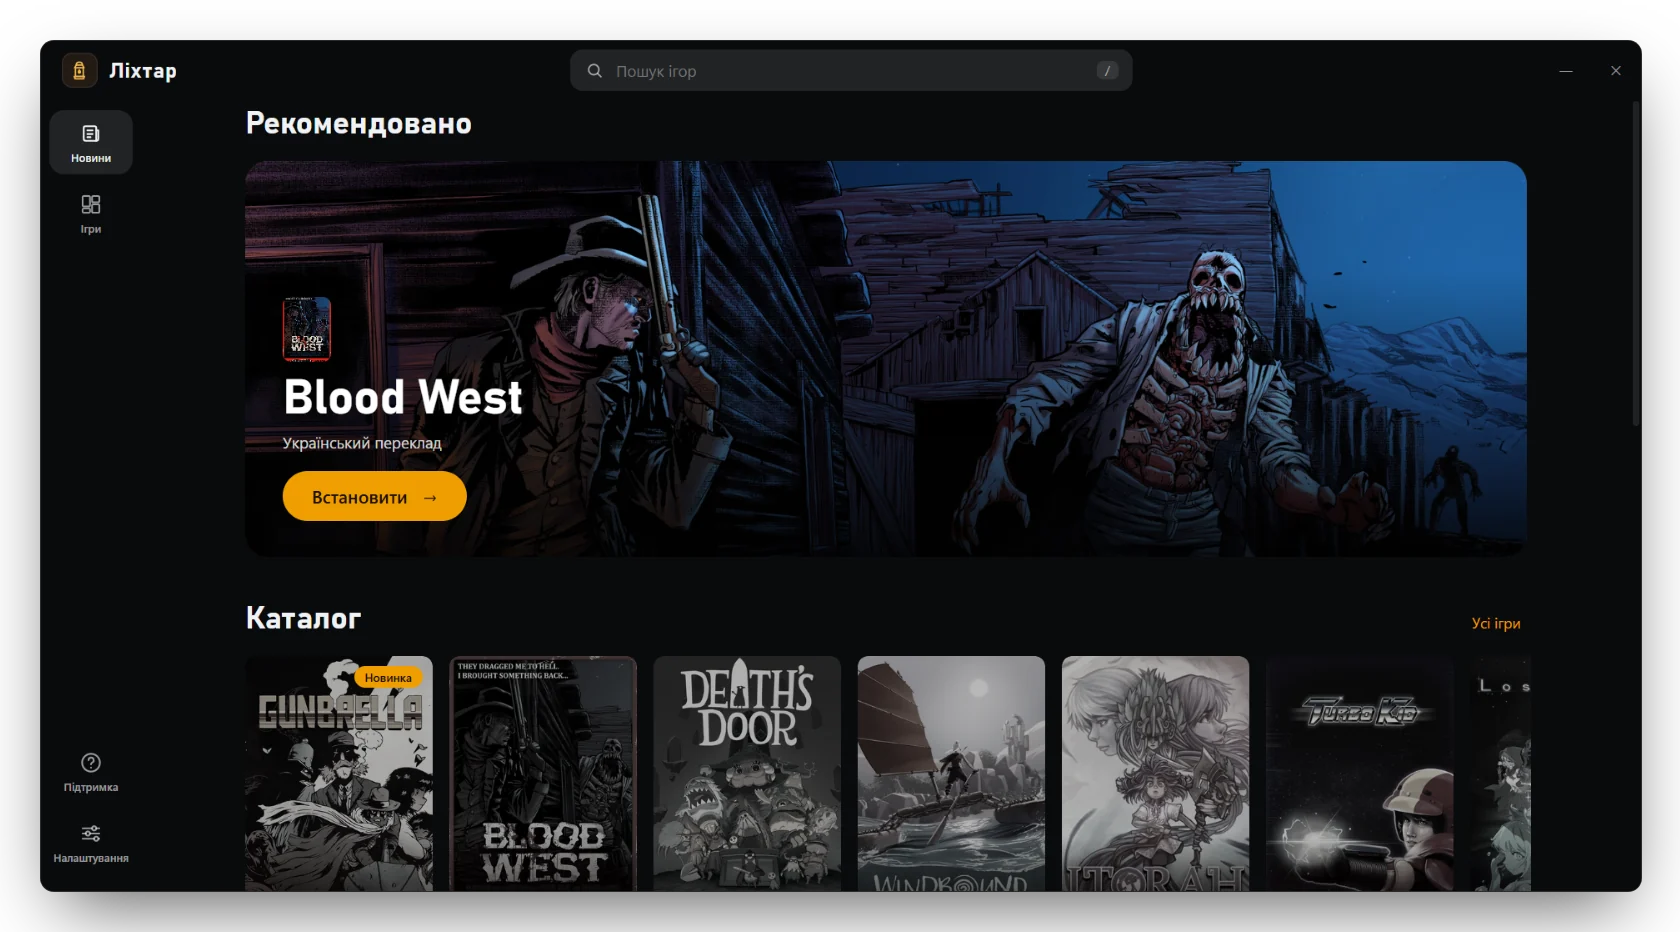 Ліхтар
Пошук ігор
/
Новини
Ігри
Рекомендовано
BLOOD
WEST
Blood West
Український переклад
Встановити →
Каталог
Усі ігри
Новинка
GUNBRELLA
THEY DRAGGED ME TO HELL.
I BROUGHT SOMETHING BACK...
BLOOD
WEST
DEATH'S
DOOR
WINDBOUND
ITORAH
TURBO KID
Los
Підтримка
Налаштування